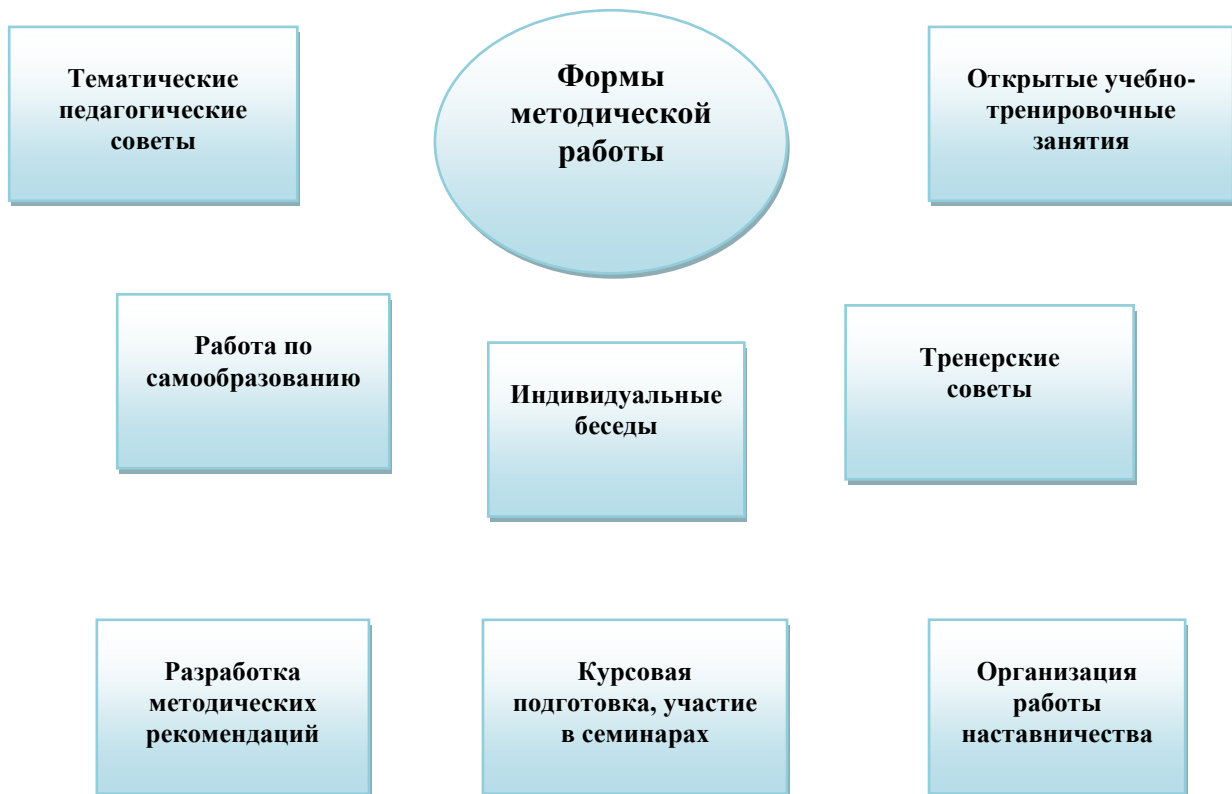 Тематические
педагогические
советы
Формы
методической
работы
Открытые учебно-
тренировочные
занятия
Работа по
самообразованию
Индивидуальные
беседы
Тренерские
советы
Разработка
методических
рекомендаций
Курсовая
подготовка, участие
в семинарах
Организация
работы
наставничества